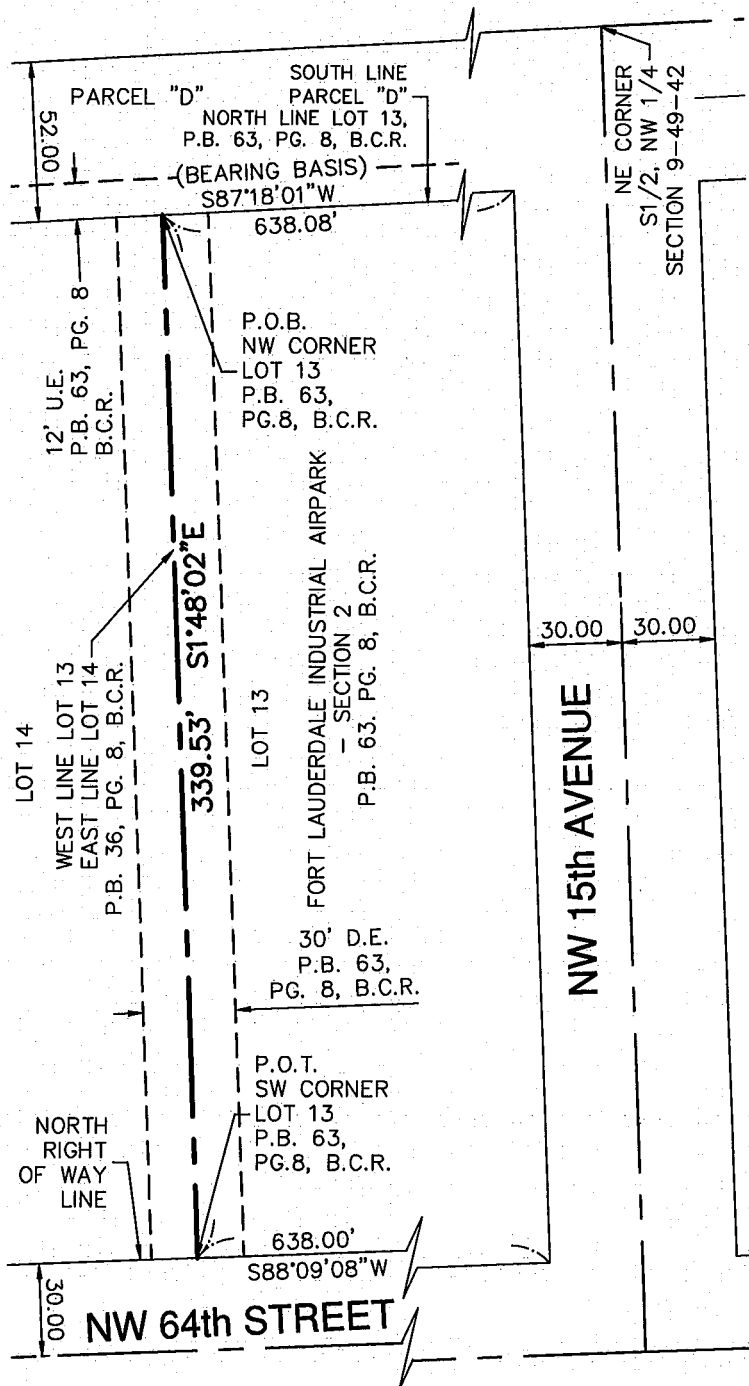 52.00
PARCEL "D"
SOUTH LINE
PARCEL "D"
NORTH LINE LOT 13,
P.B. 63, PG. 8, B.C.R.
(BEARING BASIS)
S87°18'01"W
638.08'
NE CORNER
S1/2, NW 1/4
SECTION 9-49-42
12' U.E.
P.B. 63, PG. 8
B.C.R.
P.O.B.
NW CORNER
LOT 13
P.B. 63,
PG.8, B.C.R.
LOT 14
WEST LINE LOT 13
EAST LINE LOT 14
P.B. 36, PG. 8, B.C.R.
339.53' S1°48'02"E
LOT 13
FORT LAUDERDALE INDUSTRIAL AIRPARK
- SECTION 2
P.B. 63. PG. 8, B.C.R.
30.00
30.00
NW 15th AVENUE
30' D.E.
P.B. 63,
PG. 8, B.C.R.
P.O.T.
SW CORNER
LOT 13
P.B. 63,
PG.8, B.C.R.
NORTH
RIGHT
OF WAY
LINE
638.00'
S88°09'08"W
30.00
NW 64th STREET